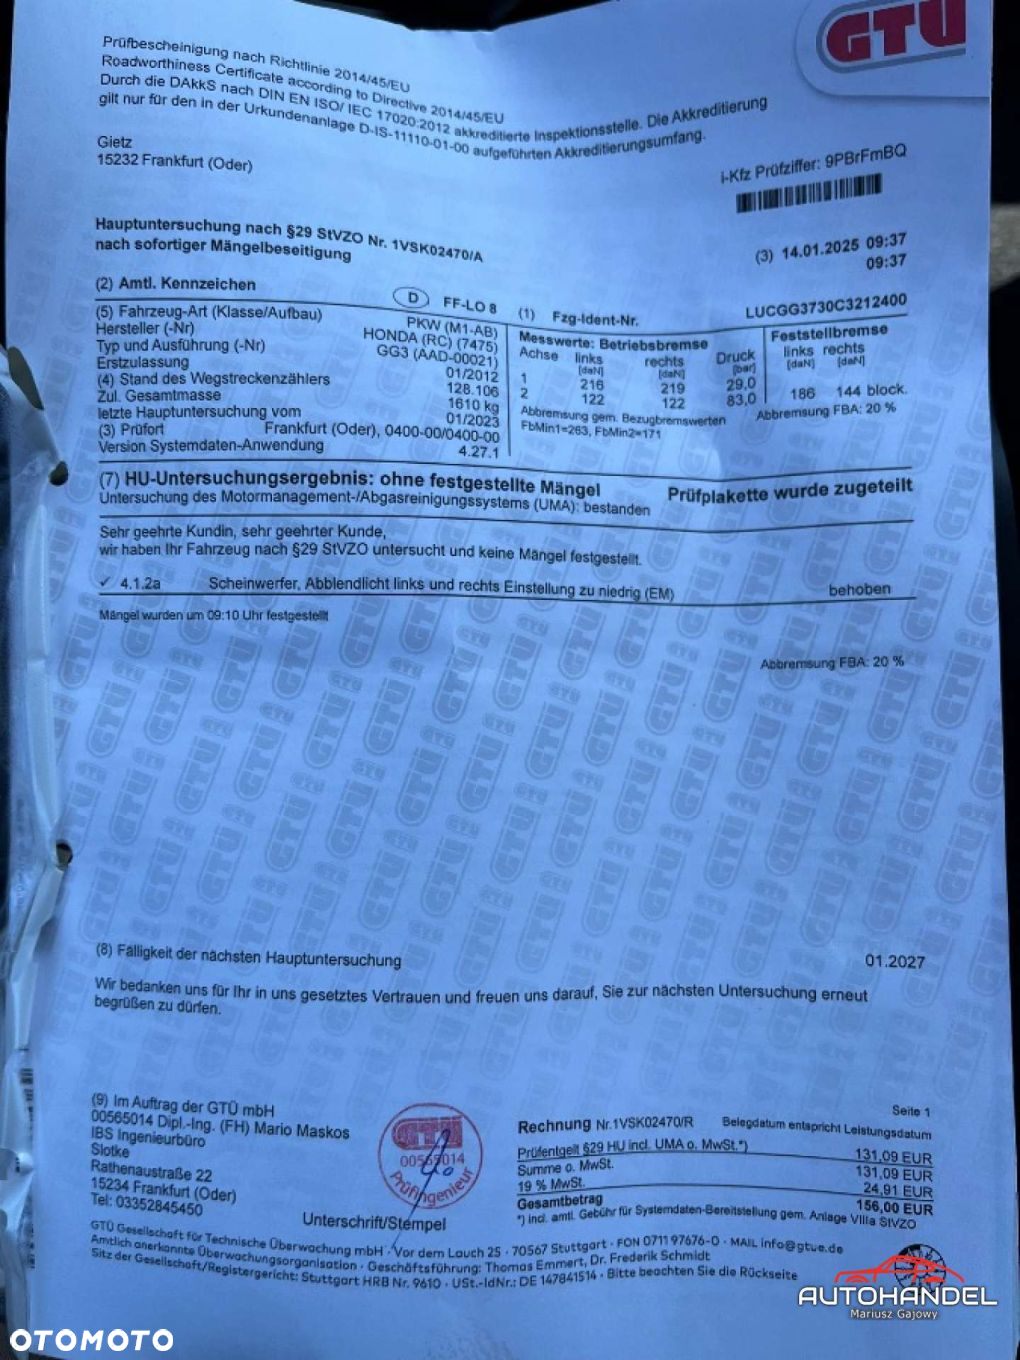 GTÜ
Prüfbescheinigung nach Richtlinie 2014/45/EU
Roadworthiness Certificate according to Directive 2014/45/EU
Durch die DAkkS nach DIN EN ISO/ IEC 17020:2012 akkreditierte Inspektionsstelle. Die Akkreditierung
gilt nur für den in der Urkundenanlage D-IS-11110-01-00 aufgeführten Akkreditierungsumfang.
Gietz
15232 Frankfurt (Oder)
i-Kfz Prüfziffer: 9PBrFmBQ
Hauptuntersuchung nach §29 StVZO Nr. 1VSK02470/A
nach sofortiger Mängelbeseitigung
(3) 14.01.2025 09:37
09:37
(2) Amtl. Kennzeichen D FF-LO 8
(1) Fzg-Ident-Nr. LUCGG3730C3212400
(5) Fahrzeug-Art (Klasse/Aufbau) PKW (M1-AB)
Hersteller (-Nr) HONDA (RC) (7475)
Typ und Ausführung (-Nr) GG3 (AAD-00021)
Erstzulassung 01/2012
(4) Stand des Wegstreckenzählers 128.106
Zul. Gesamtmasse 1610 kg
letzte Hauptuntersuchung vom 01/2023
(3) Prüfort Frankfurt (Oder), 0400-00/0400-00
Version Systemdaten-Anwendung 4.27.1
Messwerte: Betriebsbremse Feststellbremse
Achse links rechts Druck links rechts
[daN] [daN] [bar] [daN] [daN]
1 216 219 29,0
2 122 122 83,0 186 144 block.
Abbremsung gem. Bezugbremswerten Abbremsung FBA: 20 %
FbMin1=263, FbMin2=171
(7) HU-Untersuchungsergebnis: ohne festgestellte Mängel Prüfplakette wurde zugeteilt
Untersuchung des Motormanagement-/Abgasreinigungssystems (UMA): bestanden
Sehr geehrte Kundin, sehr geehrter Kunde,
wir haben Ihr Fahrzeug nach §29 StVZO untersucht und keine Mängel festgestellt.
✓ 4.1.2a Scheinwerfer, Abblendlicht links und rechts Einstellung zu niedrig (EM) behoben
Mängel wurden um 09:10 Uhr festgestellt
Abbremsung FBA: 20 %
(8) Fälligkeit der nächsten Hauptuntersuchung 01.2027
Wir bedanken uns für Ihr in uns gesetztes Vertrauen und freuen uns darauf, Sie zur nächsten Untersuchung erneut
begrüßen zu dürfen.
(9) Im Auftrag der GTÜ mbH
00565014 Dipl.-Ing. (FH) Mario Maskos
IBS Ingenieurbüro
Slotke
Rathenaustraße 22
15234 Frankfurt (Oder)
Tel: 03352845450
GTÜ
00565014
Prüfingenieur
Unterschrift/Stempel
Seite 1
Rechnung Nr.1VSK02470/R Belegdatum entspricht Leistungsdatum
Prüfentgelt §29 HU incl. UMA o. MwSt.*) 131,09 EUR
Summe o. MwSt. 131,09 EUR
19 % MwSt. 24,91 EUR
Gesamtbetrag 156,00 EUR
*) incl. amtl. Gebühr für Systemdaten-Bereitstellung gem. Anlage VIIIa StVZO
GTÜ Gesellschaft für Technische Überwachung mbH · Vor dem Lauch 25 · 70567 Stuttgart · FON 0711 97676-0 · MAIL info@gtue.de
Amtlich anerkannte Überwachungsorganisation · Geschäftsführung: Thomas Emmert, Dr. Frederik Schmidt
Sitz der Gesellschaft/Registergericht: Stuttgart HRB Nr. 9610 · USt.-IdNr.: DE 147841514 · Bitte beachten Sie die Rückseite
AUTOHANDEL
Mariusz Gajowy
OTOMOTO